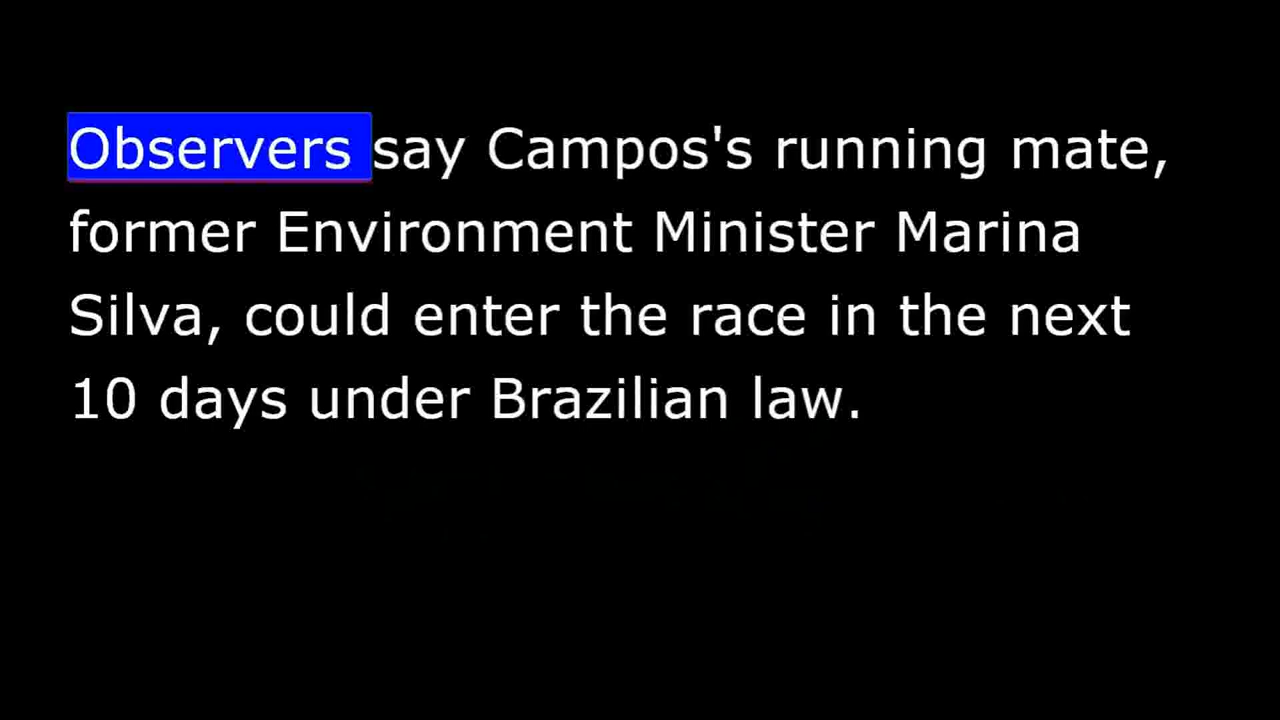 Observers say Campos's running mate,
former Environment Minister Marina
Silva, could enter the race in the next
10 days under Brazilian law.